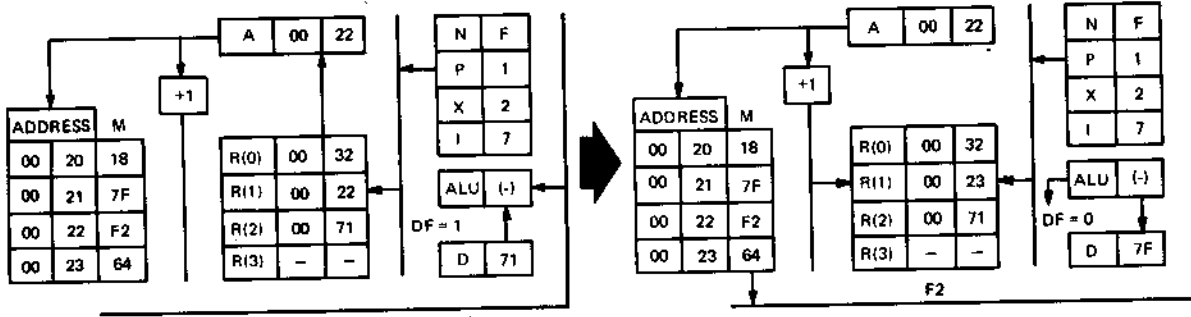 A 00 22
N F
P 1
X 2
I 7
+1
ADDRESS M
00 20 18
00 21 7F
00 22 F2
00 23 64
R(0) 00 32
R(1) 00 22
R(2) 00 71
R(3) – –
ALU (-)
DF = 1
D 71
A 00 22
N F
P 1
X 2
I 7
+1
ADDRESS M
00 20 18
00 21 7F
00 22 F2
00 23 64
R(0) 00 32
R(1) 00 23
R(2) 00 71
R(3) – –
ALU (-)
DF = 0
D 7F
F2